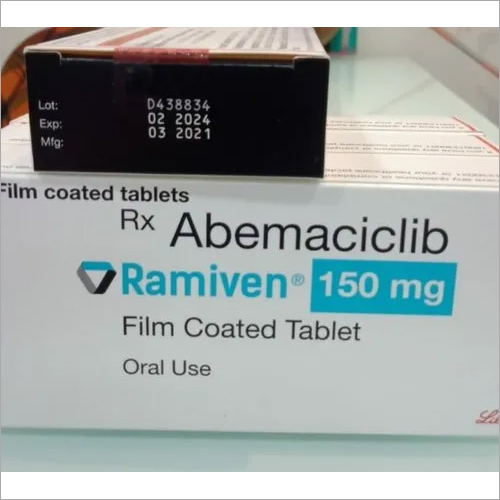 Lot: D438834
Exp: 02 2024
Mfg: 03 2021
Film coated tablets
Rx Abemaciclib
Ramiven® 150 mg
Film Coated Tablet
Oral Use